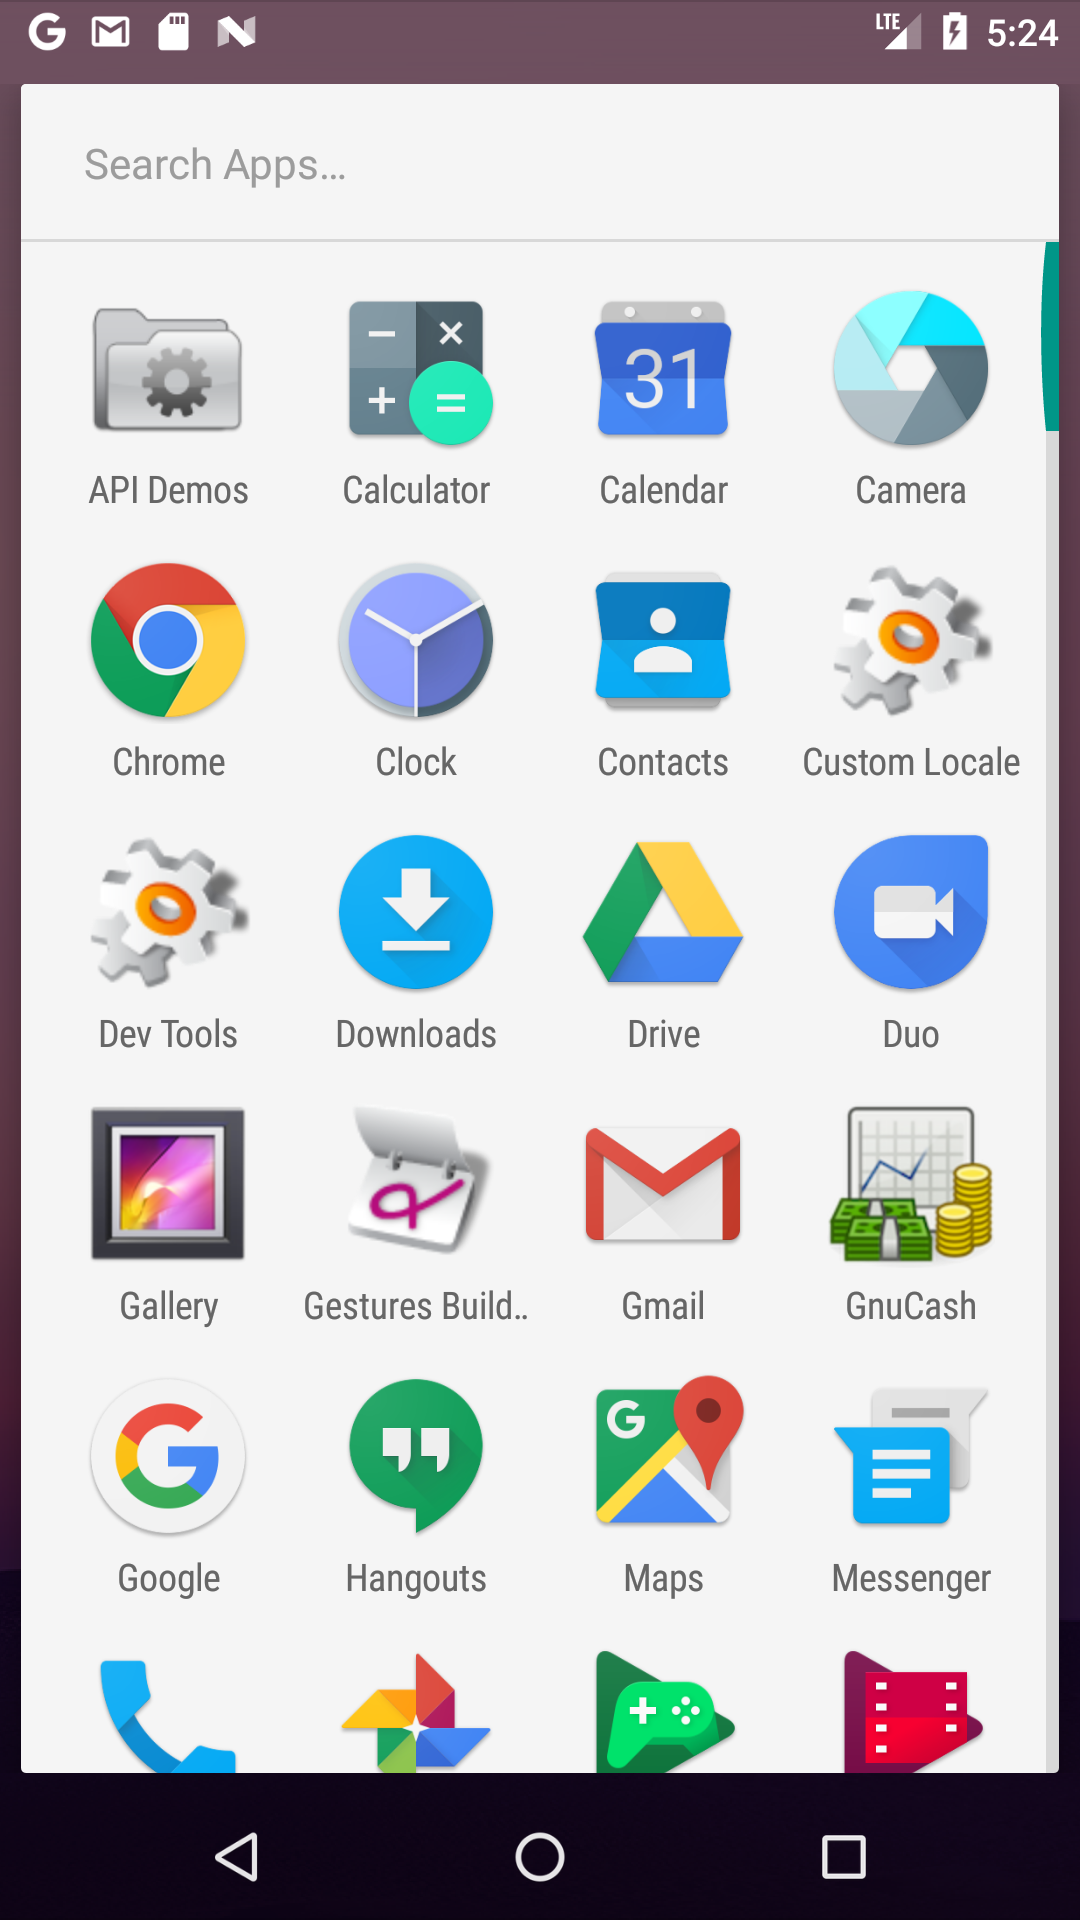 LTE 5:24
Search Apps…
31
API Demos Calculator Calendar Camera
Chrome Clock Contacts Custom Locale
Dev Tools Downloads Drive Duo
Gallery Gestures Build.. Gmail GnuCash
G
Google Hangouts Maps Messenger